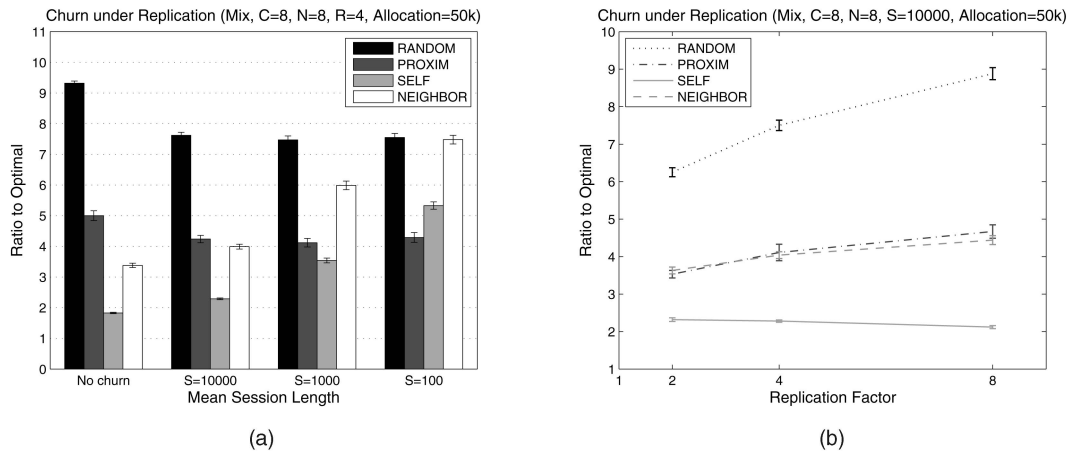 Churn under Replication (Mix, C=8, N=8, R=4, Allocation=50k)
11
10
9
8
7
6
5
4
3
2
1
0
Ratio to Optimal
RANDOM
PROXIM
SELF
NEIGHBOR
No churn
S=10000
S=1000
S=100
Mean Session Length
(a)
Churn under Replication (Mix, C=8, N=8, S=10000, Allocation=50k)
10
9
8
7
6
5
4
3
2
1
Ratio to Optimal
RANDOM
PROXIM
SELF
NEIGHBOR
1
2
4
8
Replication Factor
(b)